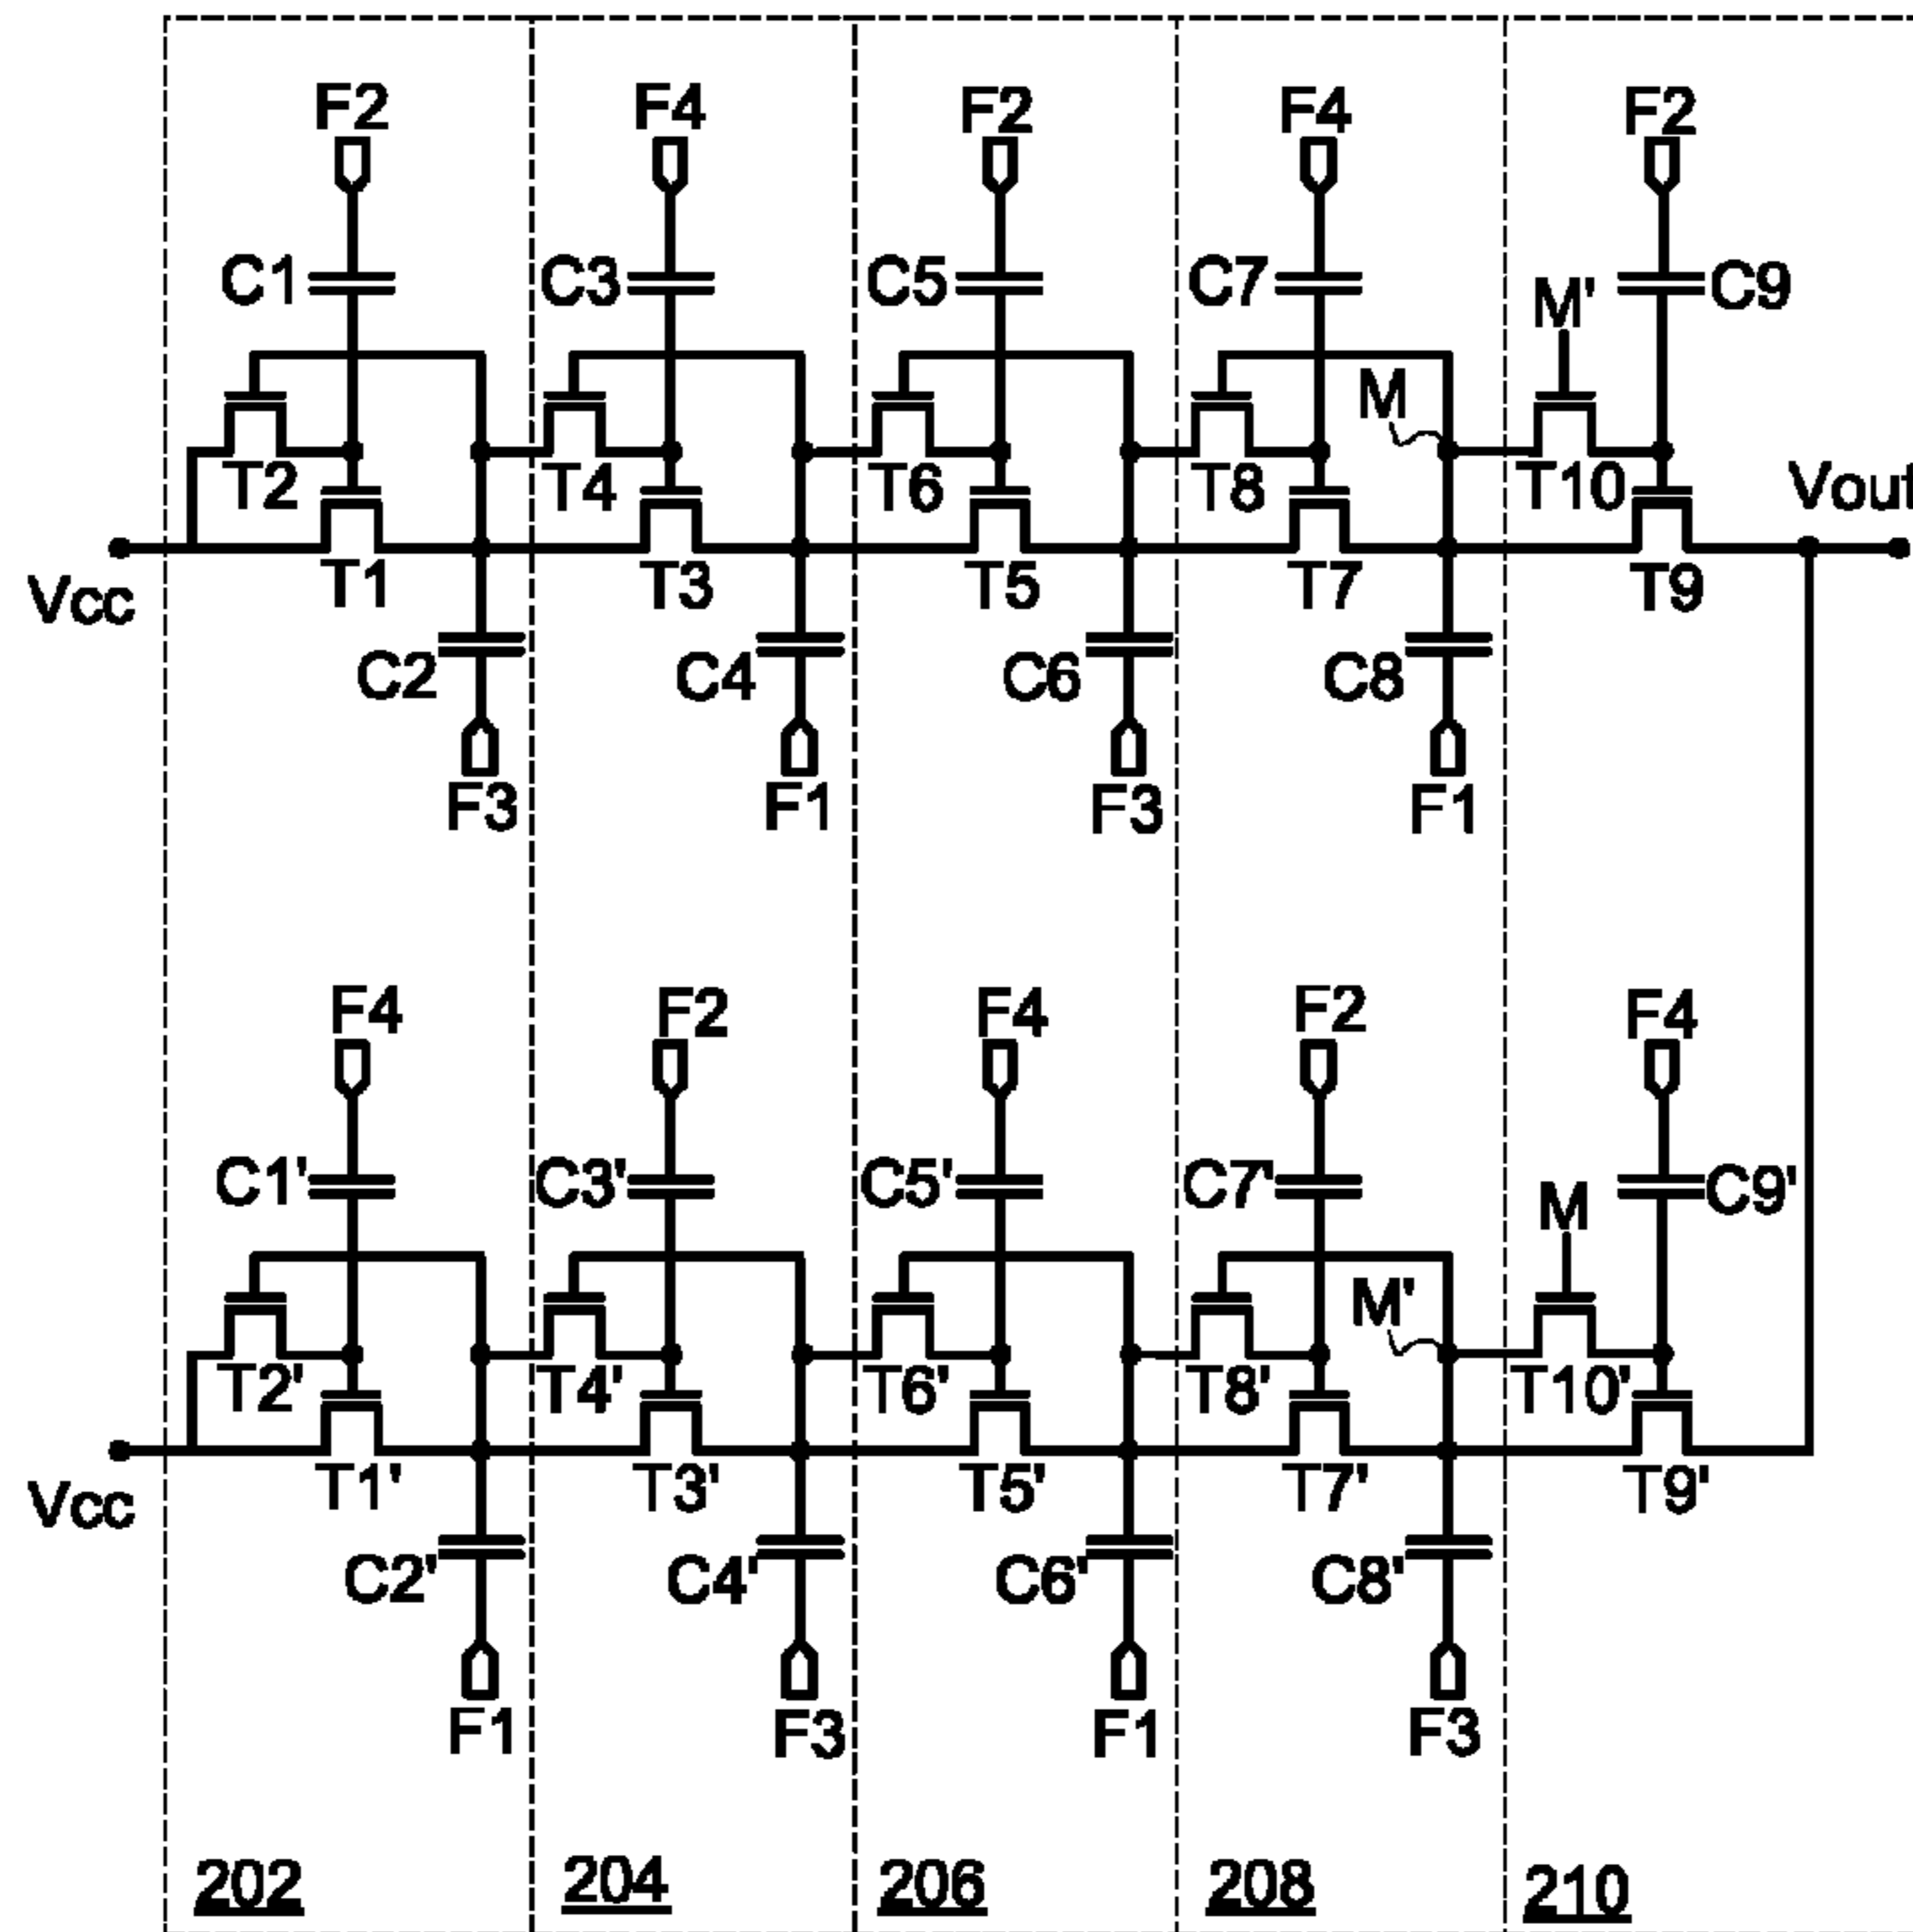 F2 F4 F2 F4 F2
C1 C3 C5 C7 M' C9
M
T2 T4 T6 T8 T10 Vout
Vcc T1 T3 T5 T7 T9
C2 C4 C6 C8
F3 F1 F3 F1
F4 F2 F4 F2 F4
C1' C3' C5' C7' M C9'
M'
T2' T4' T6' T8' T10'
Vcc T1' T3' T5' T7' T9'
C2' C4' C6' C8'
F1 F3 F1 F3
202 204 206 208 210